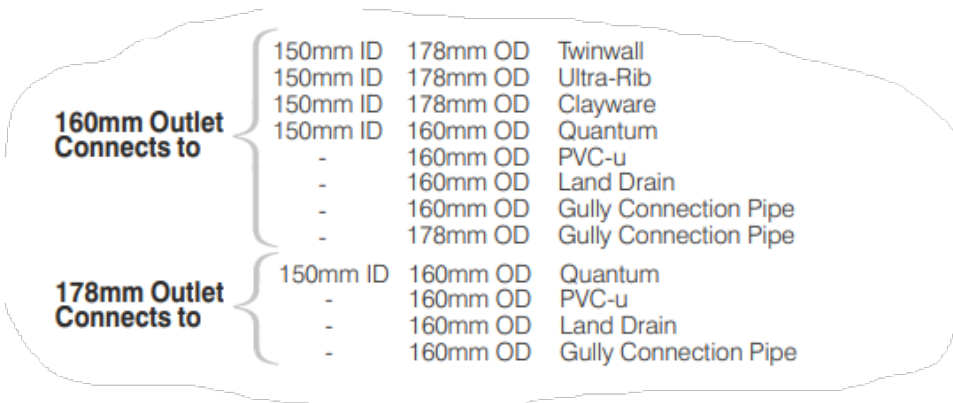 150mm ID 178mm OD Twinwall
150mm ID 178mm OD Ultra-Rib
150mm ID 178mm OD Clayware
160mm Outlet Connects to
150mm ID 160mm OD Quantum
- 160mm OD PVC-u
- 160mm OD Land Drain
- 160mm OD Gully Connection Pipe
- 178mm OD Gully Connection Pipe
178mm Outlet Connects to
150mm ID 160mm OD Quantum
- 160mm OD PVC-u
- 160mm OD Land Drain
- 160mm OD Gully Connection Pipe